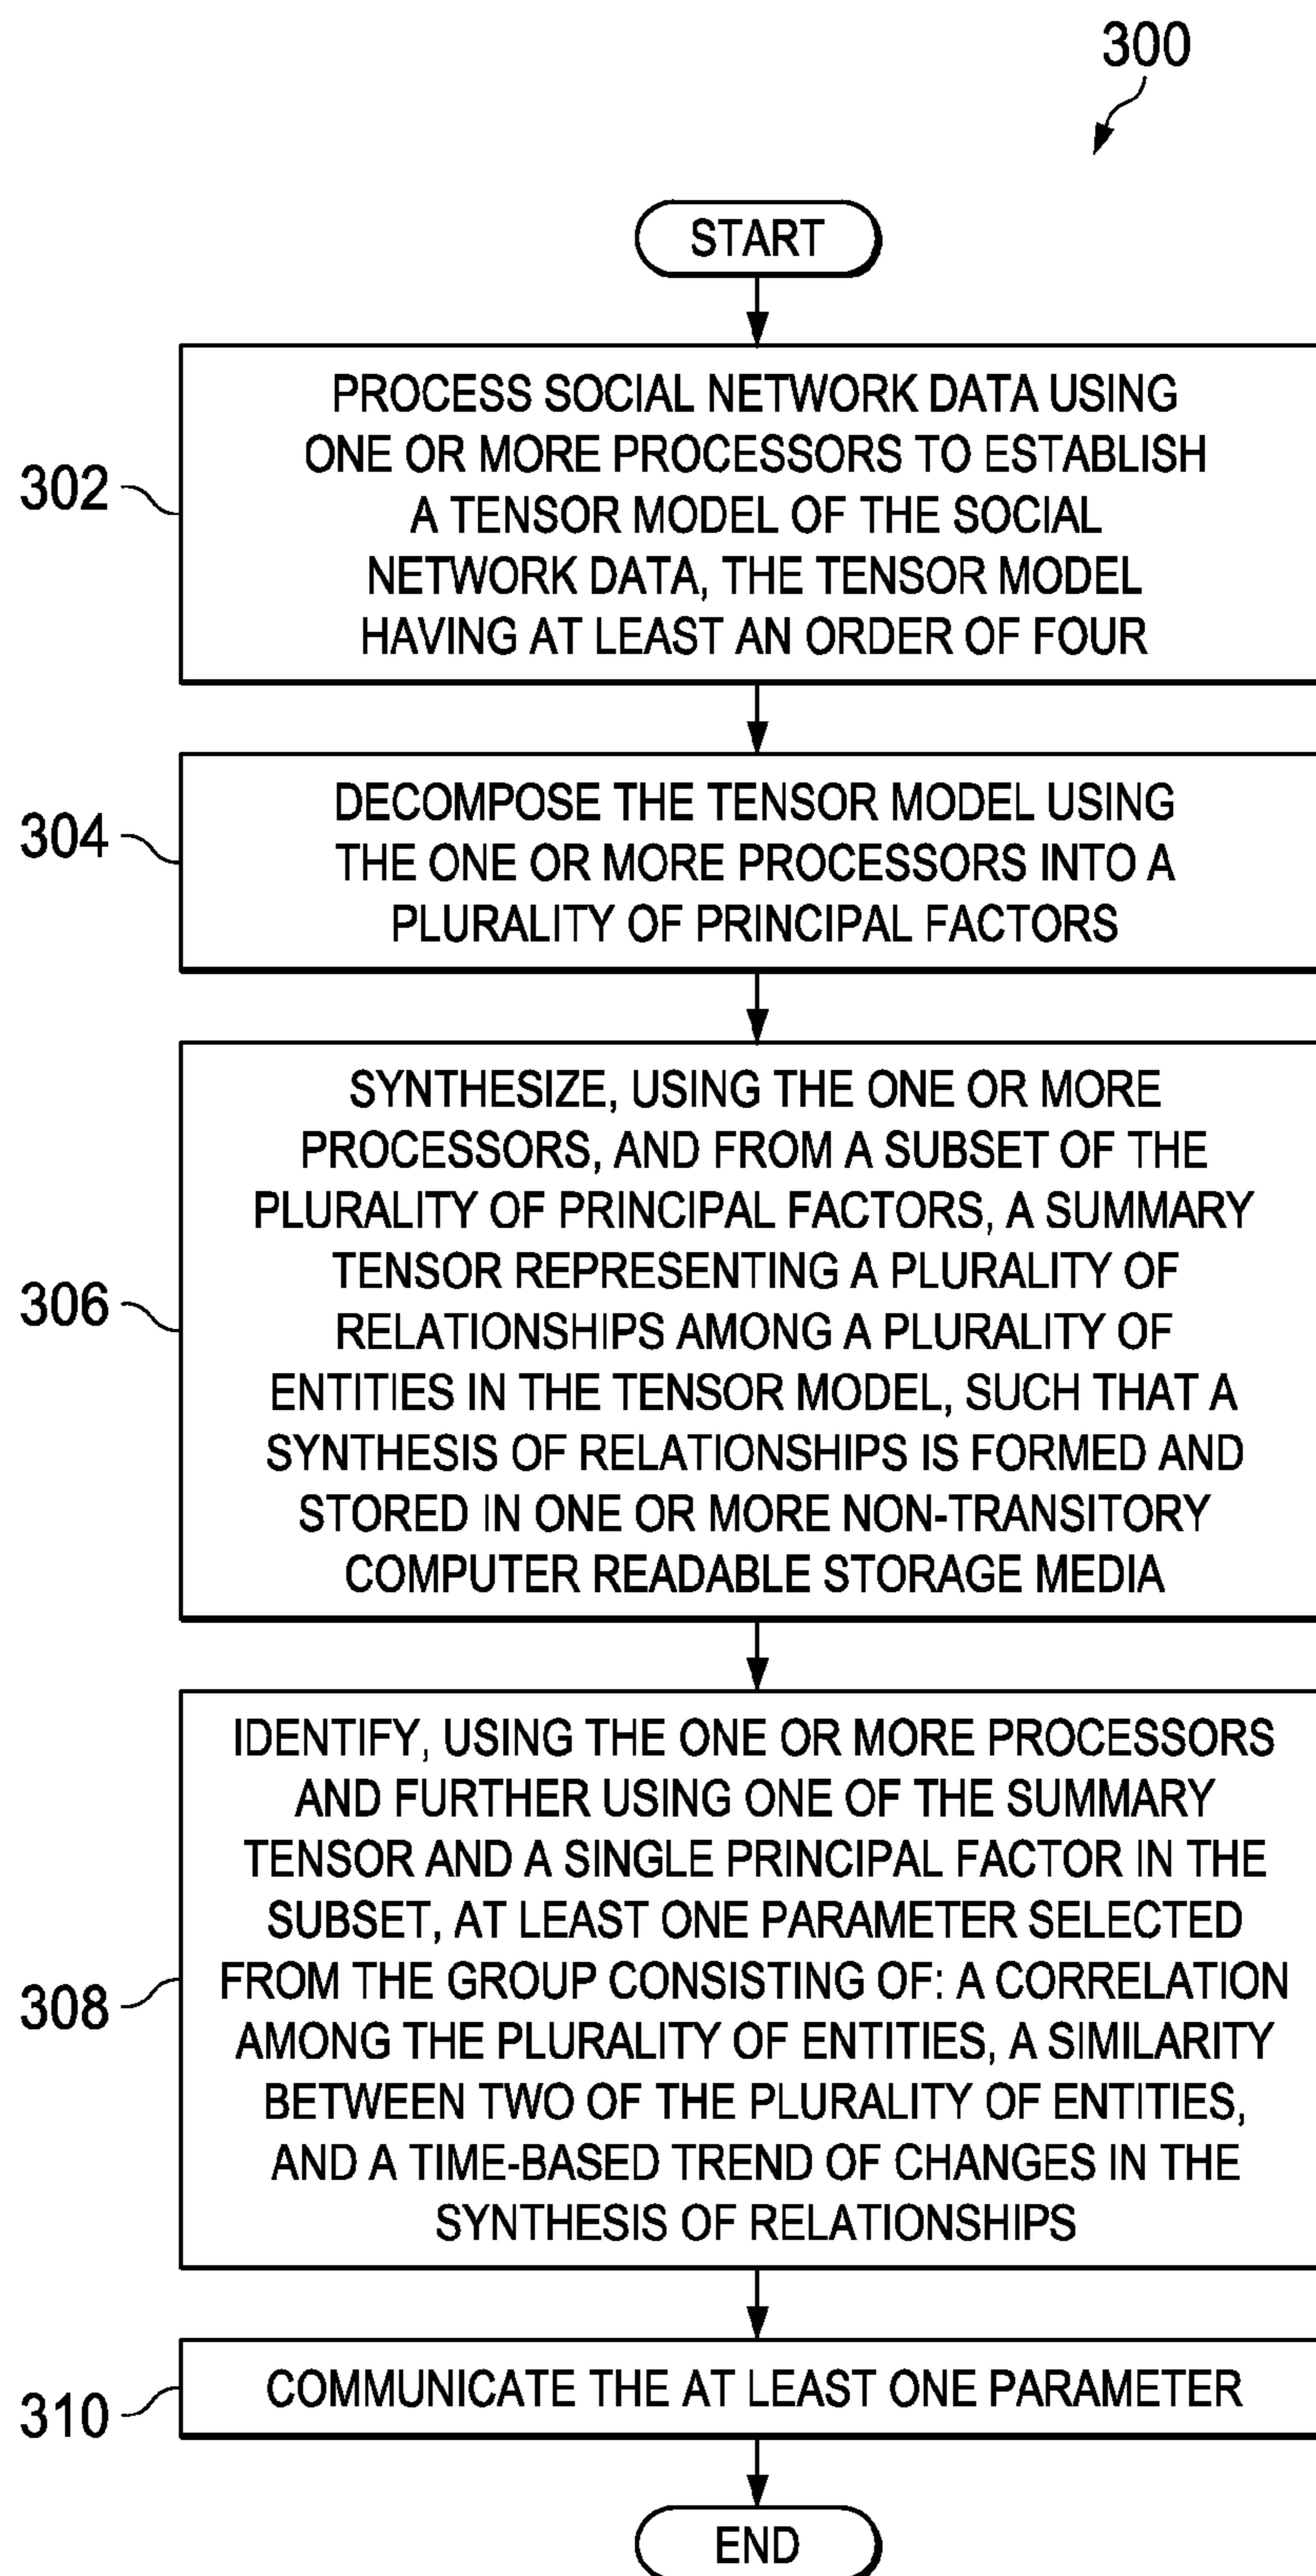 300
START
302
PROCESS SOCIAL NETWORK DATA USING
ONE OR MORE PROCESSORS TO ESTABLISH
A TENSOR MODEL OF THE SOCIAL
NETWORK DATA, THE TENSOR MODEL
HAVING AT LEAST AN ORDER OF FOUR
304
DECOMPOSE THE TENSOR MODEL USING
THE ONE OR MORE PROCESSORS INTO A
PLURALITY OF PRINCIPAL FACTORS
306
SYNTHESIZE, USING THE ONE OR MORE
PROCESSORS, AND FROM A SUBSET OF THE
PLURALITY OF PRINCIPAL FACTORS, A SUMMARY
TENSOR REPRESENTING A PLURALITY OF
RELATIONSHIPS AMONG A PLURALITY OF
ENTITIES IN THE TENSOR MODEL, SUCH THAT A
SYNTHESIS OF RELATIONSHIPS IS FORMED AND
STORED IN ONE OR MORE NON-TRANSITORY
COMPUTER READABLE STORAGE MEDIA
308
IDENTIFY, USING THE ONE OR MORE PROCESSORS
AND FURTHER USING ONE OF THE SUMMARY
TENSOR AND A SINGLE PRINCIPAL FACTOR IN THE
SUBSET, AT LEAST ONE PARAMETER SELECTED
FROM THE GROUP CONSISTING OF: A CORRELATION
AMONG THE PLURALITY OF ENTITIES, A SIMILARITY
BETWEEN TWO OF THE PLURALITY OF ENTITIES,
AND A TIME-BASED TREND OF CHANGES IN THE
SYNTHESIS OF RELATIONSHIPS
310
COMMUNICATE THE AT LEAST ONE PARAMETER
END